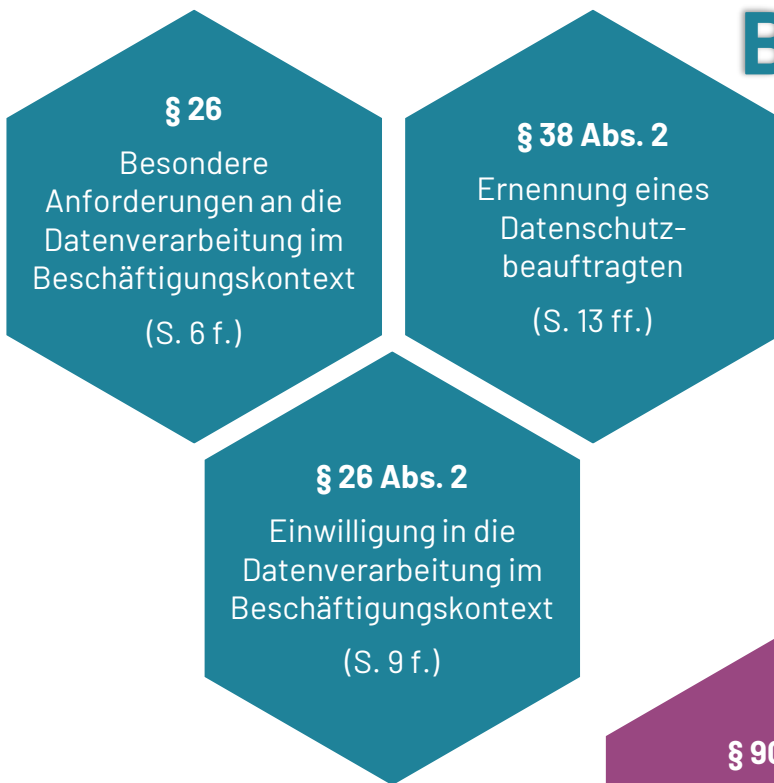 B
§ 26
Besondere
Anforderungen an die
Datenverarbeitung im
Beschäftigungskontext
(S. 6 f.)
§ 38 Abs. 2
Ernennung eines
Datenschutz-
beauftragten
(S. 13 ff.)
§ 26 Abs. 2
Einwilligung in die
Datenverarbeitung im
Beschäftigungskontext
(S. 9 f.)
§ 90